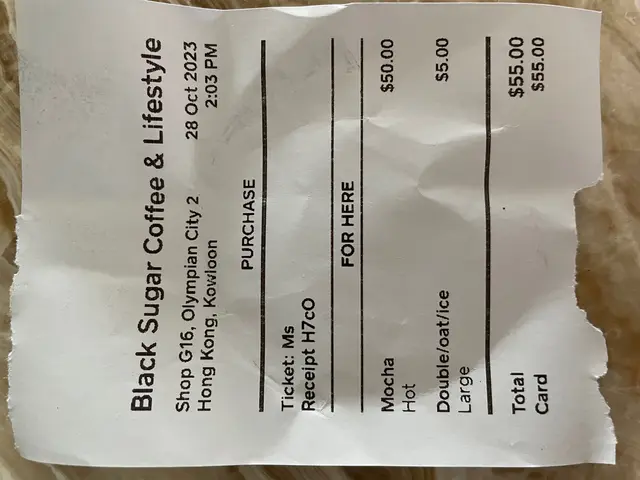 Black Sugar Coffee & Lifestyle
Shop G16, Olympian City 2 28 Oct 2023
Hong Kong, Kowloon 2:03 PM
PURCHASE
Ticket: Ms
Receipt H7cO
FOR HERE
Mocha $50.00
Hot
Double/oat/ice $5.00
Large
Total $55.00
Card $55.00